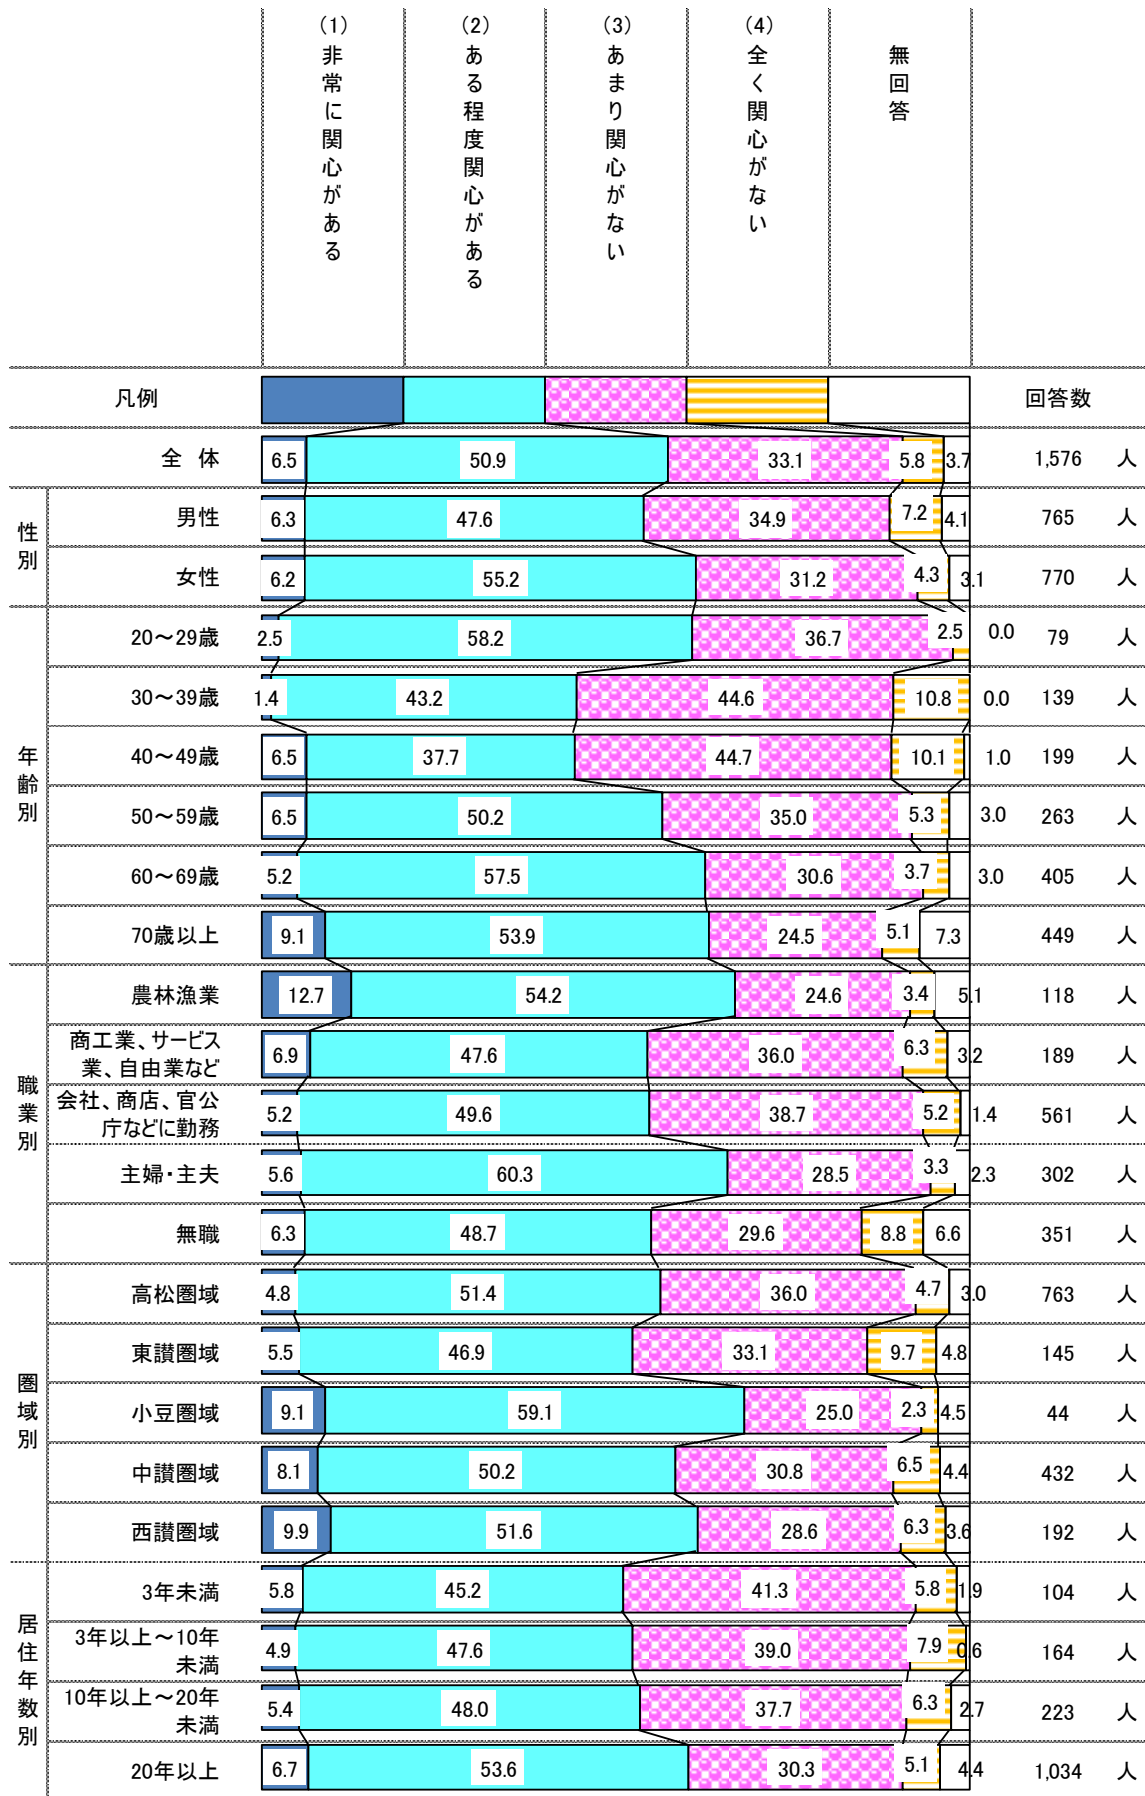 (1) (2) (3) (4)
非常に関心がある
ある程度関心がある
あまり関心がない
全く関心がない
無回答
凡例 回答数
全 体 6.5 50.9 33.1 5.8 3.7 1,576 人
性別
男性 6.3 47.6 34.9 7.2 4.1 765 人
女性 6.2 55.2 31.2 4.3 3.1 770 人
年齢別
20～29歳 2.5 58.2 36.7 2.5 0.0 79 人
30～39歳 1.4 43.2 44.6 10.8 0.0 139 人
40～49歳 6.5 37.7 44.7 10.1 1.0 199 人
50～59歳 6.5 50.2 35.0 5.3 3.0 263 人
60～69歳 5.2 57.5 30.6 3.7 3.0 405 人
70歳以上 9.1 53.9 24.5 5.1 7.3 449 人
職業別
農林漁業 12.7 54.2 24.6 3.4 5.1 118 人
商工業、サービス
業、自由業など 6.9 47.6 36.0 6.3 3.2 189 人
会社、商店、官公
庁などに勤務 5.2 49.6 38.7 5.2 1.4 561 人
主婦・主夫 5.6 60.3 28.5 3.3 2.3 302 人
無職 6.3 48.7 29.6 8.8 6.6 351 人
圏域別
高松圏域 4.8 51.4 36.0 4.7 3.0 763 人
東讃圏域 5.5 46.9 33.1 9.7 4.8 145 人
小豆圏域 9.1 59.1 25.0 2.3 4.5 44 人
中讃圏域 8.1 50.2 30.8 6.5 4.4 432 人
西讃圏域 9.9 51.6 28.6 6.3 3.6 192 人
居住年数別
3年未満 5.8 45.2 41.3 5.8 1.9 104 人
3年以上～10年
未満 4.9 47.6 39.0 7.9 0.6 164 人
10年以上～20年
未満 5.4 48.0 37.7 6.3 2.7 223 人
20年以上 6.7 53.6 30.3 5.1 4.4 1,034 人